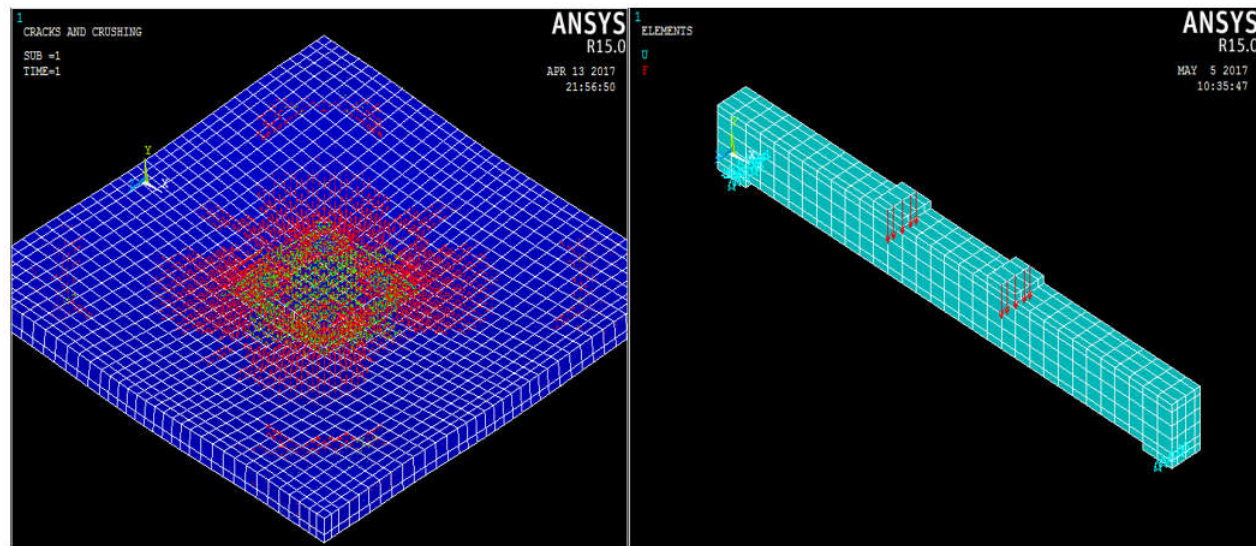 1
CRACKS AND CRUSHING
SUB =1
TIME=1
ANSYS
R15.0
APR 13 2017
21:56:50
Y
X
1
ELEMENTS
U
F
ANSYS
R15.0
MAY 5 2017
10:35:47